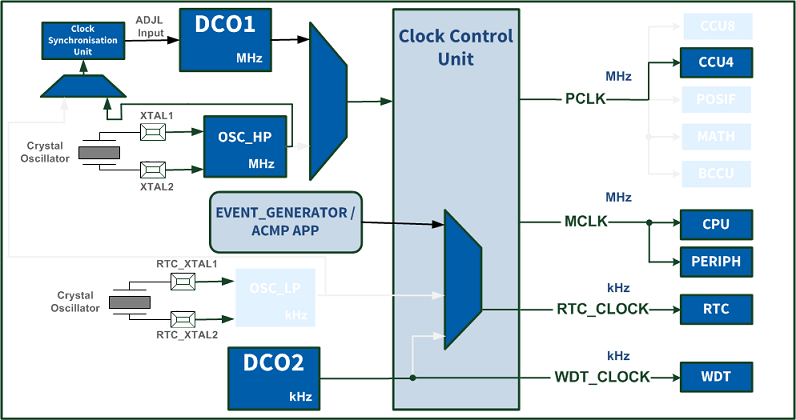 Clock
Synchronisation
Unit
ADJL
Input
DCO1
MHz
Clock Control
Unit
CCU8
MHz
CCU4
PCLK
POSIF
XTAL1
Crystal
Oscillator
OSC_HP
MHz
XTAL2
MATH
BCCU
EVENT_GENERATOR /
ACMP APP
MHz
MCLK
CPU
PERIPH
RTC_XTAL1
Crystal
Oscillator
OSC_LP
kHz
RTC_XTAL2
kHz
RTC_CLOCK
RTC
DCO2
kHz
kHz
WDT_CLOCK
WDT